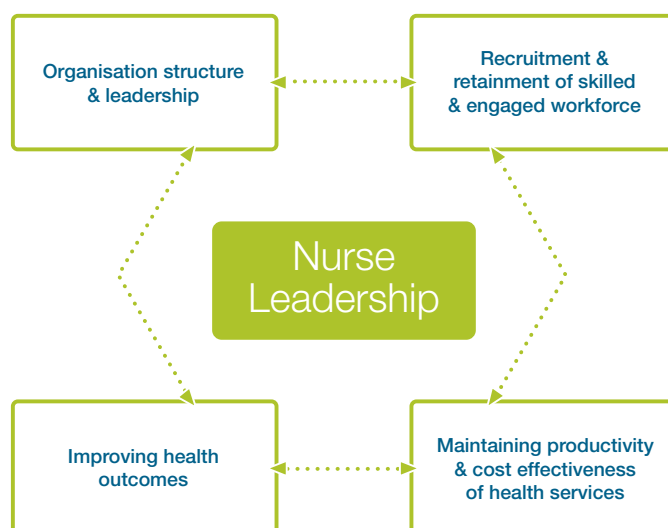 Organisation structure
& leadership
Recruitment &
retainment of skilled
& engaged workforce
Nurse
Leadership
Improving health
outcomes
Maintaining productivity
& cost effectiveness
of health services